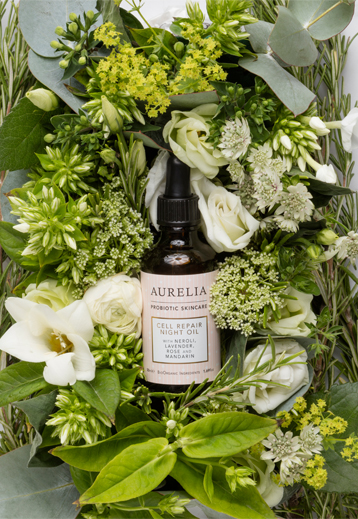 AURELIA
PROBIOTIC SKINCARE
CELL REPAIR
NIGHT OIL
WITH NEROLI,
LAVENDER,
ROSE AND
MANDARIN